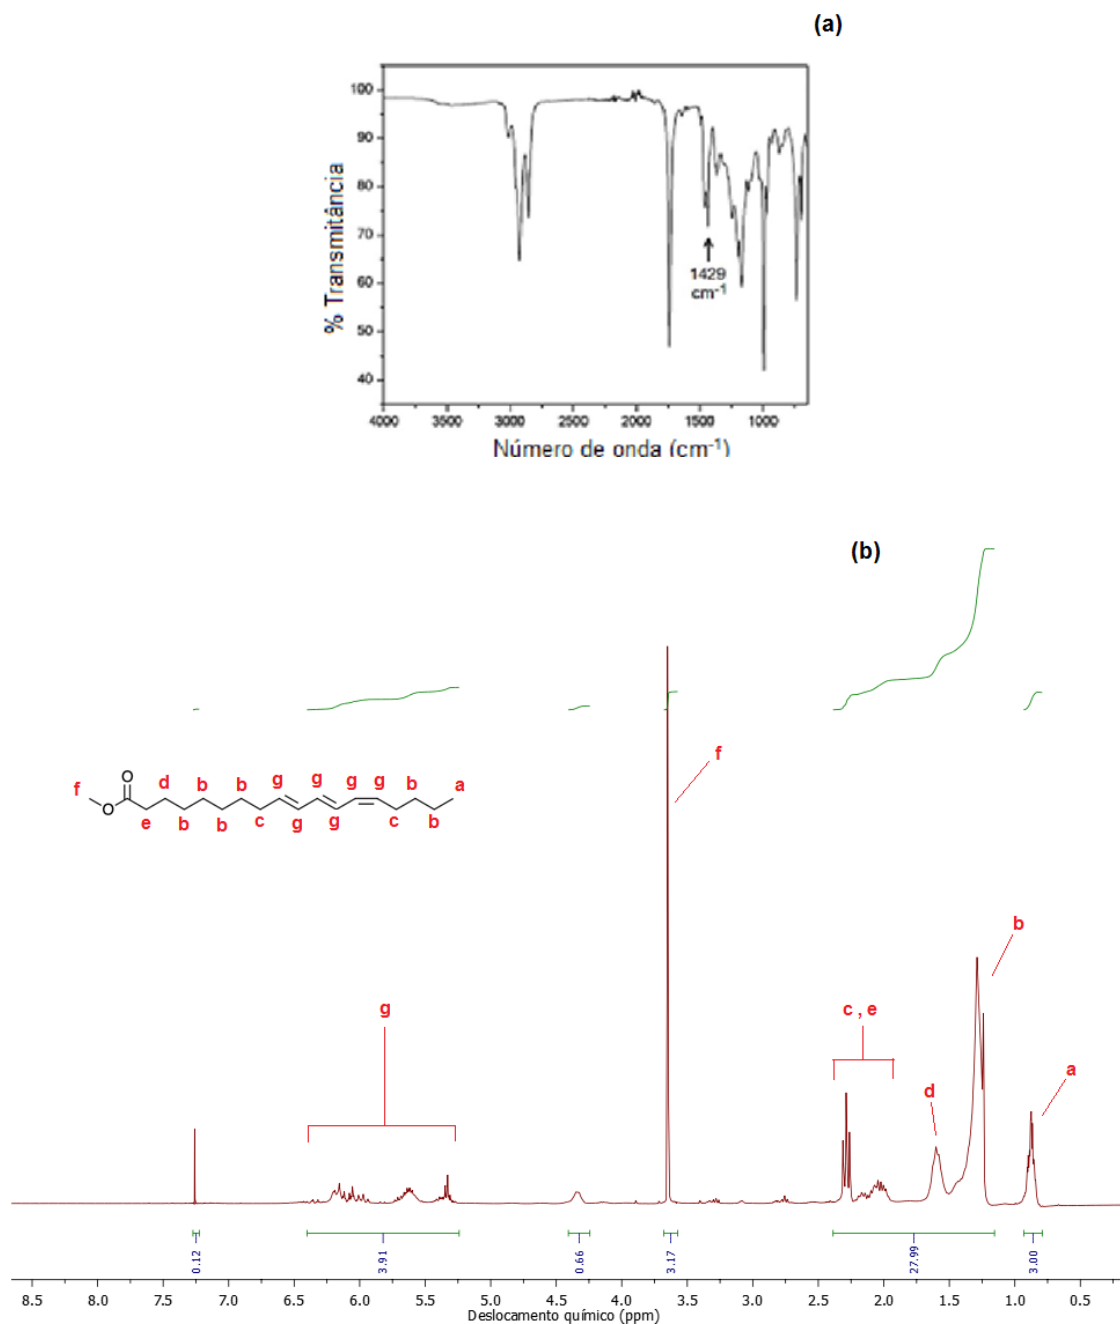 (a)
100
90
80
70
60
50
40
% Transmitância
1429
cm-1
4000 3500 3000 2500 2000 1500 1000
Número de onda (cm-1)
(b)
f
O
O
d b b b g g g g b a
e b b c g g c b
f
g
c , e
d
b
a
0.12 3.91 0.66 3.17 27.99 3.00
8.5 8.0 7.5 7.0 6.5 6.0 5.5 5.0 4.5 4.0 3.5 3.0 2.5 2.0 1.5 1.0 0.5
Deslocamento químico (ppm)